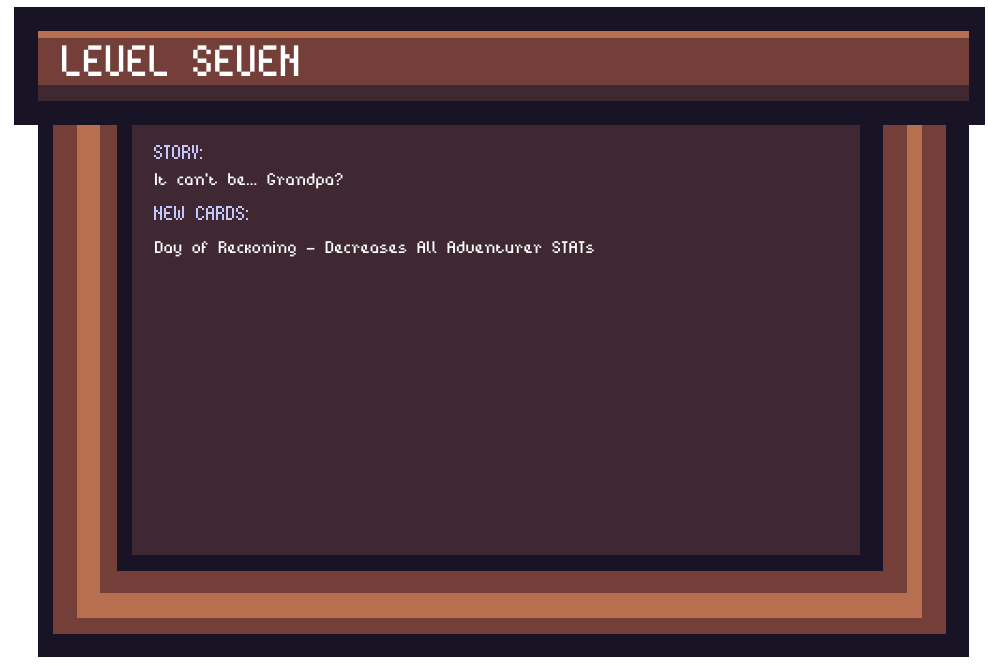 LEVEL SEVEN
STORY:
It can't be... Grandpa?
NEW CARDS:
Day of Reckoning - Decreases All Adventurer STATs